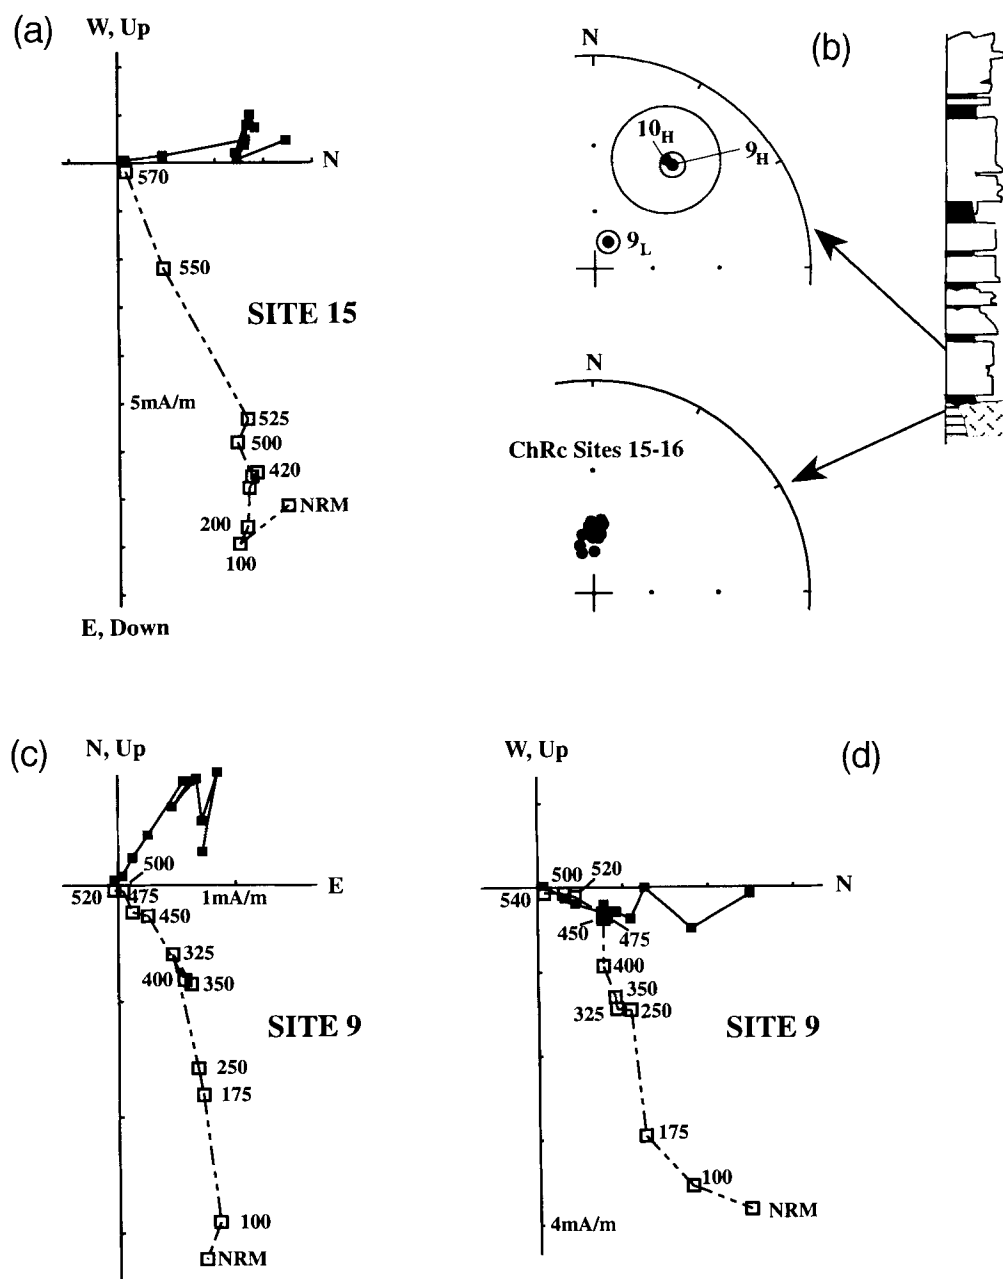 (a)
W, Up
N
570
550
SITE 15
5mA/m
525
500
420
NRM
200
100
E, Down
(b)
N
10H
9H
9L
N
ChRc Sites 15-16
(c)
N, Up
500
520
475
1mA/m
E
450
325
400
350
SITE 9
250
175
100
NRM
(d)
W, Up
500
520
N
540
450
475
400
350
325
250
SITE 9
175
100
NRM
4mA/m